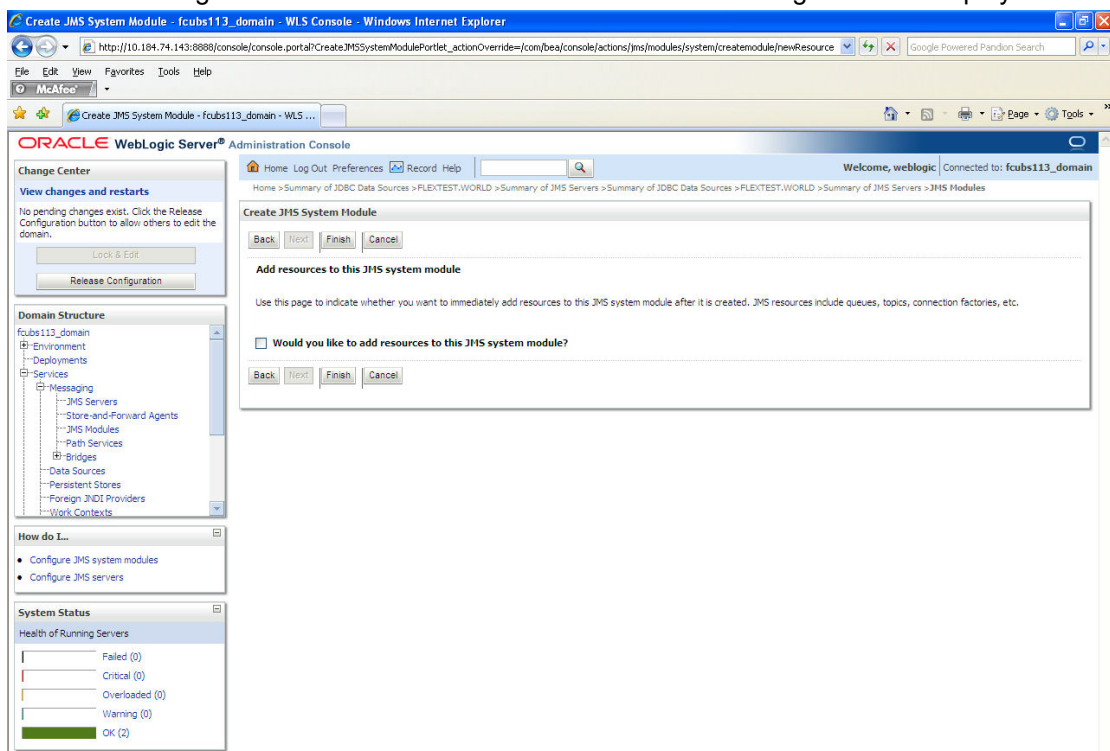 Create JMS System Module - fcubs113_domain - WLS Console - Windows Internet Explorer
http://10.184.74.143:8888/console/console.portal?CreateJMSSystemModulePortlet_actionOverride=/com/bea/console/actions/jms/modules/system/createmodule/newResource
Google Powered Pandion Search
File Edit View Favorites Tools Help
McAfee
Create JMS System Module - fcubs113_domain - WLS ...
Page Tools
ORACLE WebLogic Server® Administration Console
Change Center
View changes and restarts
No pending changes exist. Click the Release
Configuration button to allow others to edit the
domain.
Lock & Edit
Release Configuration
Domain Structure
fcubs113_domain
Environment
Deployments
Services
Messaging
JMS Servers
Store-and-Forward Agents
JMS Modules
Path Services
Bridges
Data Sources
Persistent Stores
Foreign JNDI Providers
Work Contexts
How do I...
Configure JMS system modules
Configure JMS servers
System Status
Health of Running Servers
Failed (0)
Critical (0)
Overloaded (0)
Warning (0)
OK (2)
Home Log Out Preferences Record Help
Welcome, weblogic Connected to: fcubs113_domain
Home >Summary of JDBC Data Sources >FLEXTEST.WORLD >Summary of JMS Servers >Summary of JDBC Data Sources >FLEXTEST.WORLD >Summary of JMS Servers >JMS Modules
Create JMS System Module
Back Next Finish Cancel
Add resources to this JMS system module
Use this page to indicate whether you want to immediately add resources to this JMS system module after it is created. JMS resources include queues, topics, connection factories, etc.
Would you like to add resources to this JMS system module?
Back Next Finish Cancel